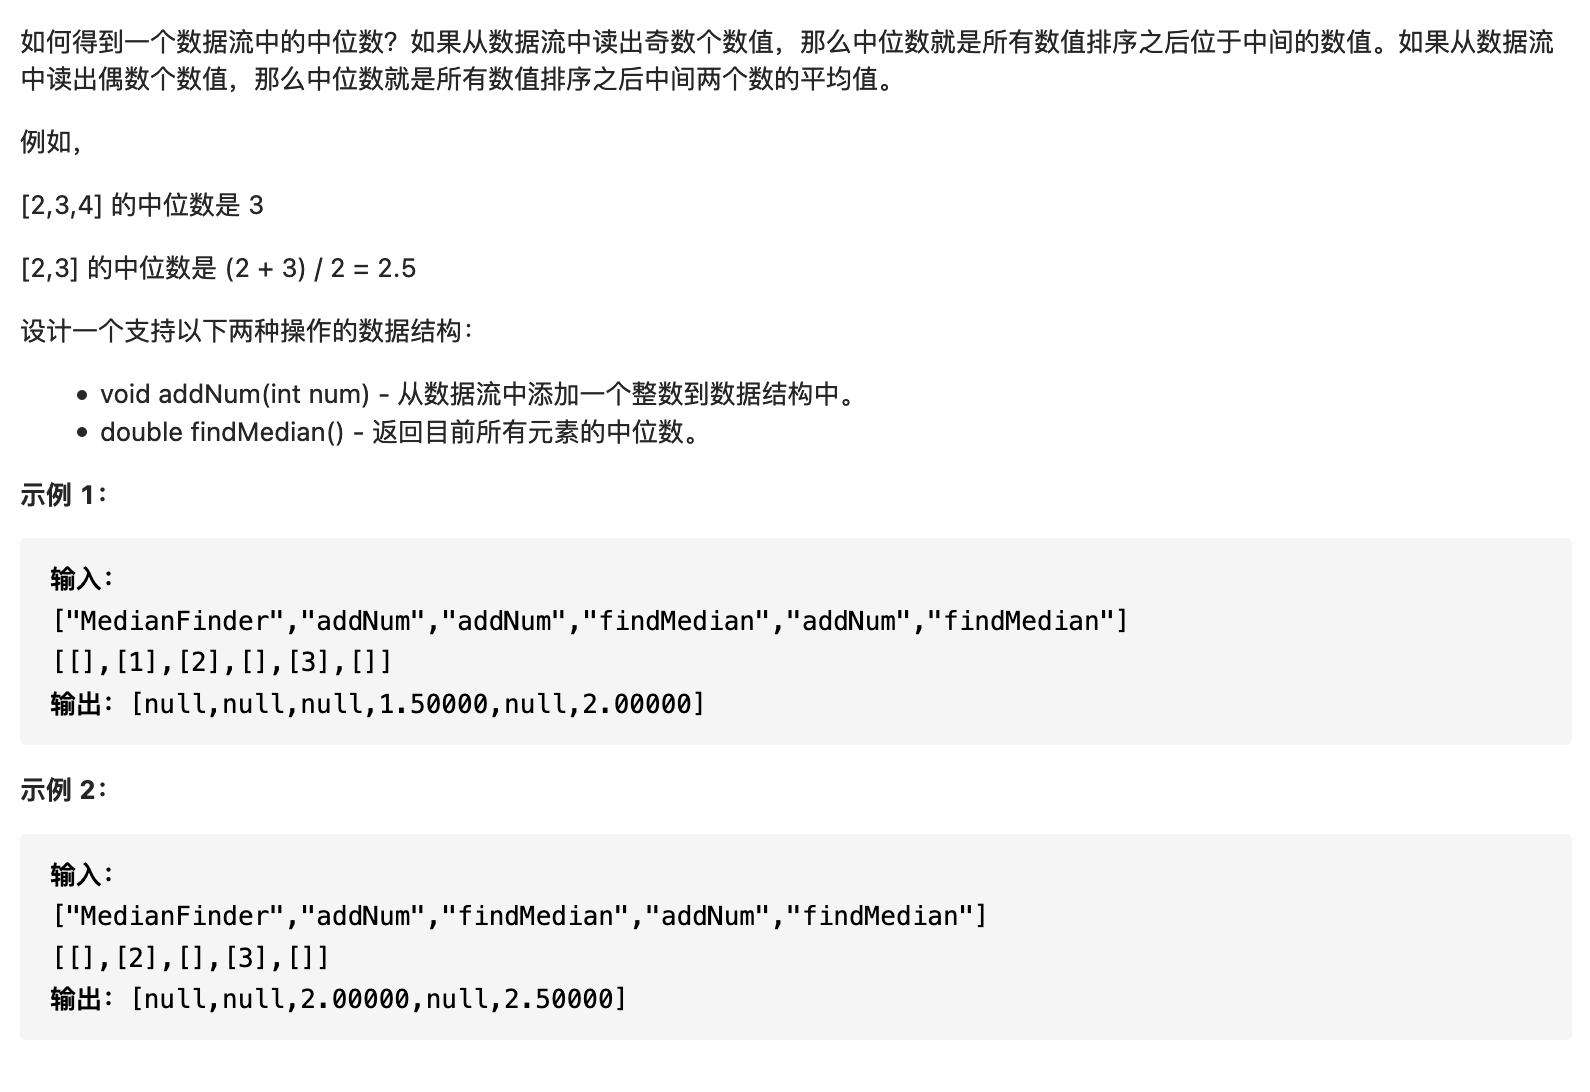 如何得到一个数据流中的中位数？如果从数据流中读出奇数个数值，那么中位数就是所有数值排序之后位于中间的数值。如果从数据流
中读出偶数个数值，那么中位数就是所有数值排序之后中间两个数的平均值。
例如，
[2,3,4] 的中位数是 3
[2,3] 的中位数是 (2 + 3) / 2 = 2.5
设计一个支持以下两种操作的数据结构：
• void addNum(int num) - 从数据流中添加一个整数到数据结构中。
• double findMedian() - 返回目前所有元素的中位数。
示例 1：
输入：
["MedianFinder","addNum","addNum","findMedian","addNum","findMedian"]
[[],[1],[2],[],[3],[]]
输出：[null,null,null,1.50000,null,2.00000]
示例 2：
输入：
["MedianFinder","addNum","findMedian","addNum","findMedian"]
[[],[2],[],[3],[]]
输出：[null,null,2.00000,null,2.50000]